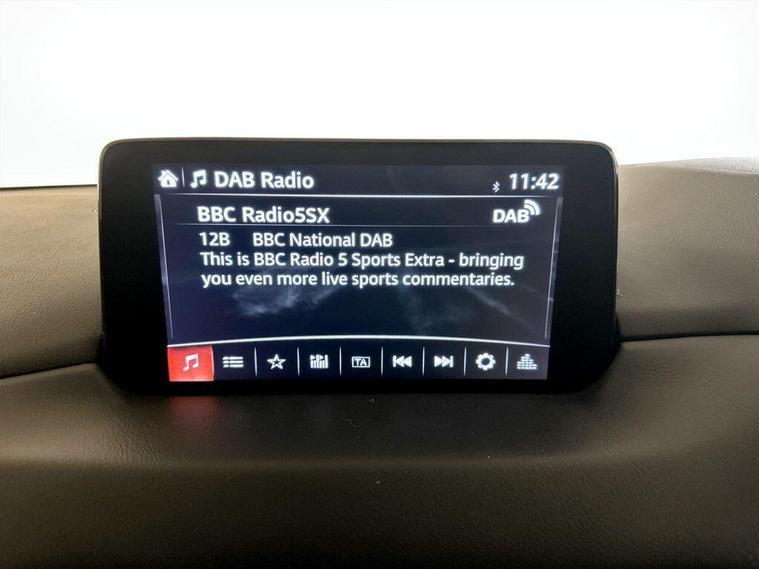 DAB Radio 11:42
BBC Radio5SX DAB
12B BBC National DAB
This is BBC Radio 5 Sports Extra - bringing
you even more live sports commentaries.
TA